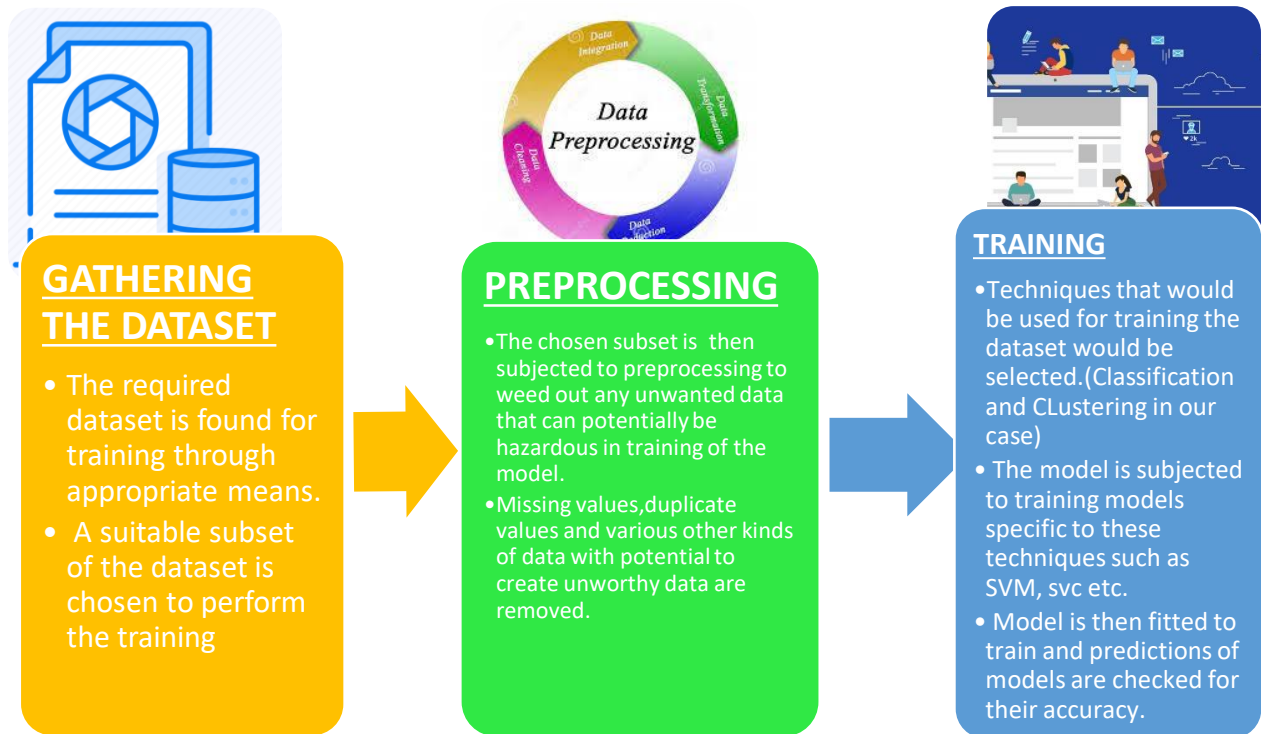 Data
Integration
Data
Transformation
Data
Preprocessing
Data
Cleaning
Data
GATHERING
THE DATASET
• The required
dataset is found for
training through
appropriate means.
• A suitable subset
of the dataset is
chosen to perform
the training
PREPROCESSING
•The chosen subset is then
subjected to preprocessing to
weed out any unwanted data
that can potentially be
hazardous in training of the
model.
•Missing values,duplicate
values and various other kinds
of data with potential to
create unworthy data are
removed.
2k
TRAINING
•Techniques that would
be used for training the
dataset would be
selected.(Classification
and CLustering in our
case)
• The model is subjected
to training models
specific to these
techniques such as
SVM, svc etc.
• Model is then fitted to
train and predictions of
models are checked for
their accuracy.